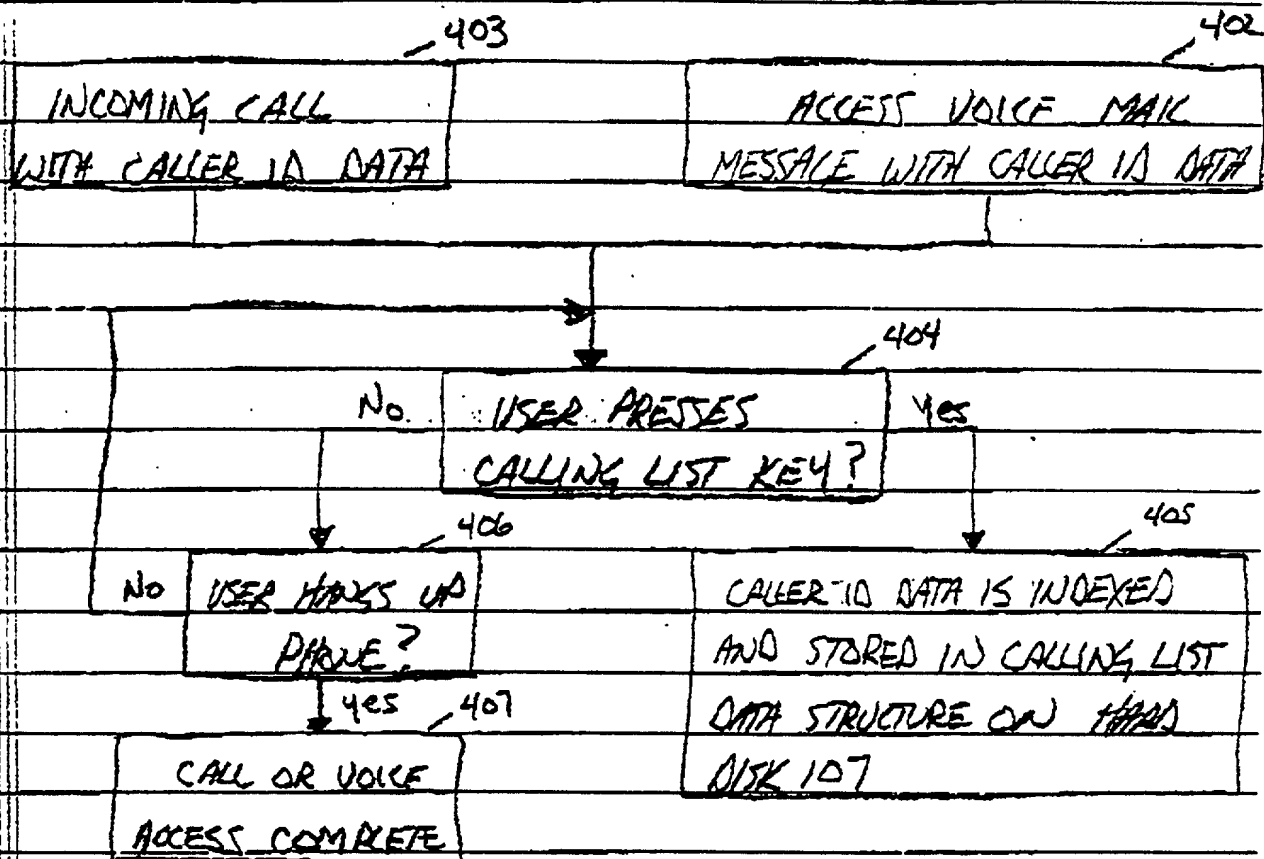 403
INCOMING CALL
WITH CALLER ID DATA
402
ACCESS VOICE MAIL
MESSAGE WITH CALLER ID DATA
404
No
USER PRESSES
CALLING LIST KEY?
Yes
406
No
USER HANGS UP
PHONE?
yes
405
CALLER-ID DATA IS INDEXED
AND STORED IN CALLING LIST
DATA STRUCTURE ON HARD
DISK 107
407
CALL OR VOICE
ACCESS COMPLETE